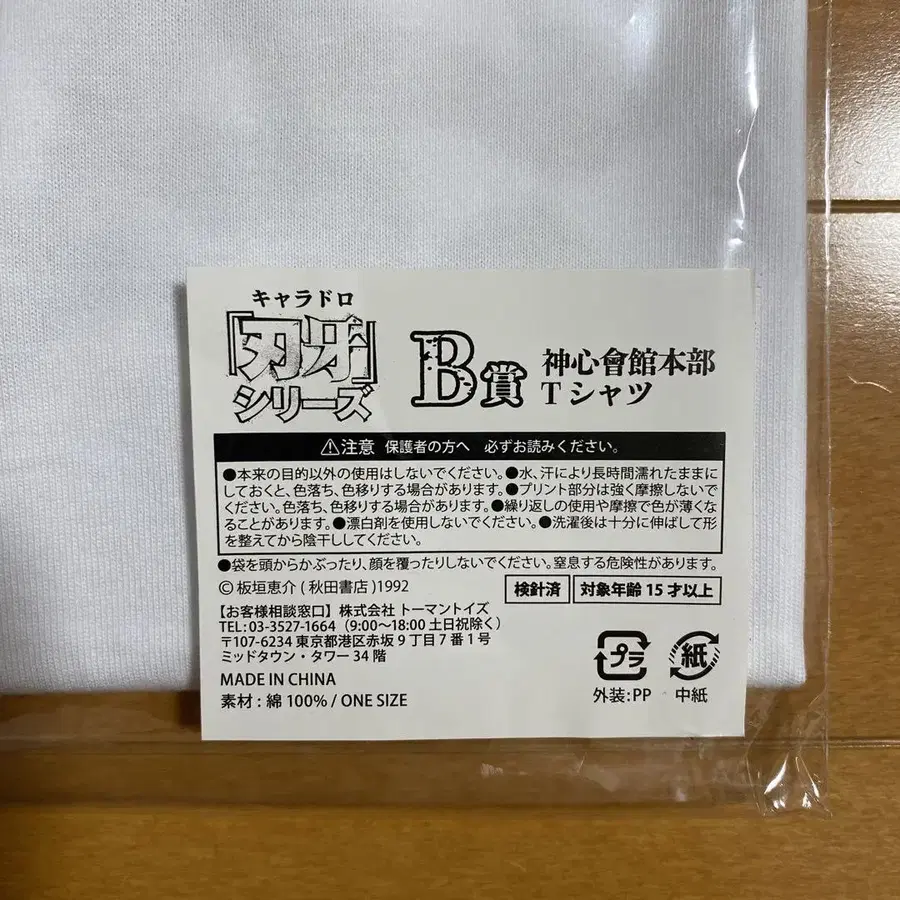 キャラドロ
「刃牙」
シリーズ
B賞
神心會館本部
Tシャツ
⚠注意 保護者の方へ 必ずお読みください。
●本来の目的以外の使用はしないでください。●水、汗により長時間濡れたままに
しておくと、色落ち、色移りする場合があります。●プリント部分は強く摩擦しないで
ください。色落ち、色移りする場合があります。●繰り返しの使用や摩擦で色が薄くな
ることがあります。●漂白剤を使用しないでください。●洗濯後は十分に伸ばして形
を整えてから陰干ししてください。
●袋を頭からかぶったり、顔を覆ったりしないでください。窒息する危険性があります。
© 板垣恵介 ( 秋田書店 )1992
検針済
対象年齢 15 才以上
【お客様相談窓口】 株式会社 トーマントイズ
TEL:03-3527-1664 (9:00〜18:00 土日祝除く)
〒107-6234 東京都港区赤坂 9 丁目 7 番 1 号
ミッドタウン・タワー 34 階
MADE IN CHINA
素材 : 綿 100% / ONE SIZE
プラ
外装:PP
紙
中紙